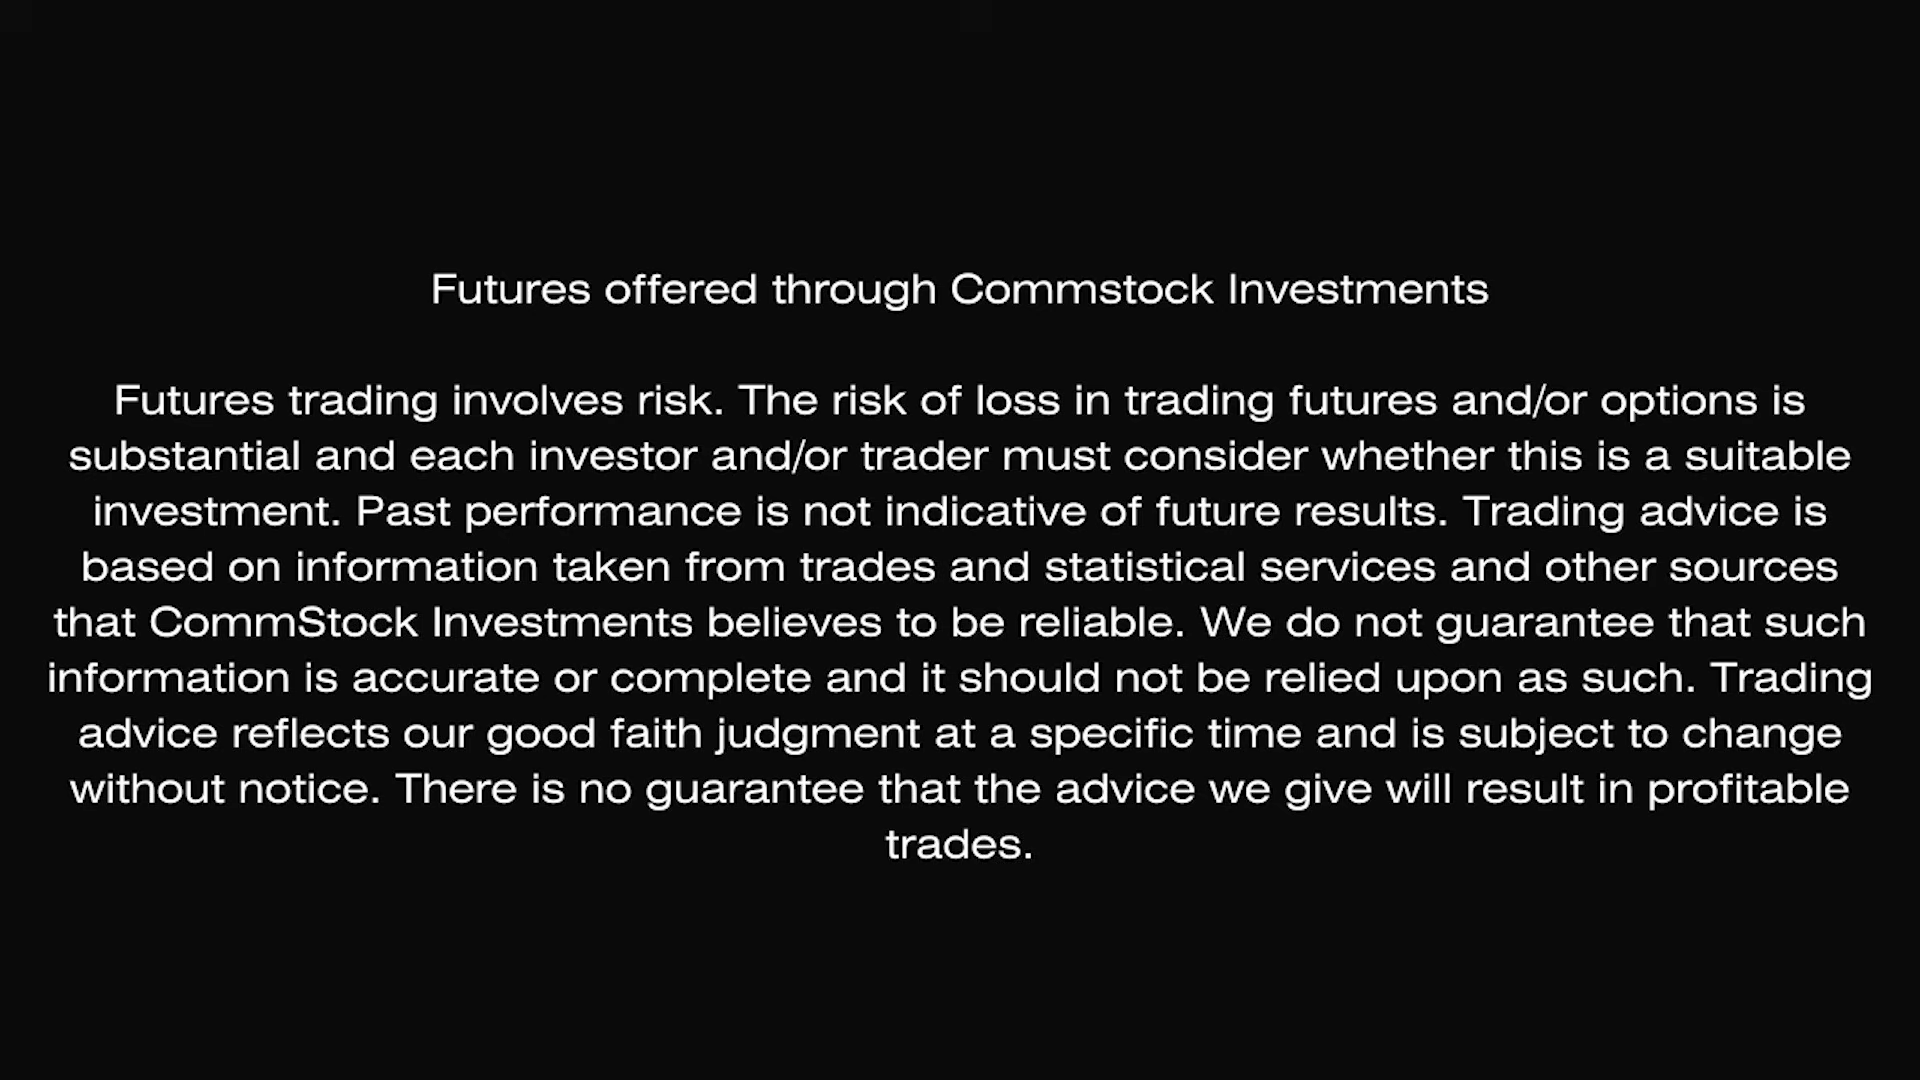 Futures offered through Commstock Investments
Futures trading involves risk. The risk of loss in trading futures and/or options is
substantial and each investor and/or trader must consider whether this is a suitable
investment. Past performance is not indicative of future results. Trading advice is
based on information taken from trades and statistical services and other sources
that CommStock Investments believes to be reliable. We do not guarantee that such
information is accurate or complete and it should not be relied upon as such. Trading
advice reflects our good faith judgment at a specific time and is subject to change
without notice. There is no guarantee that the advice we give will result in profitable
trades.